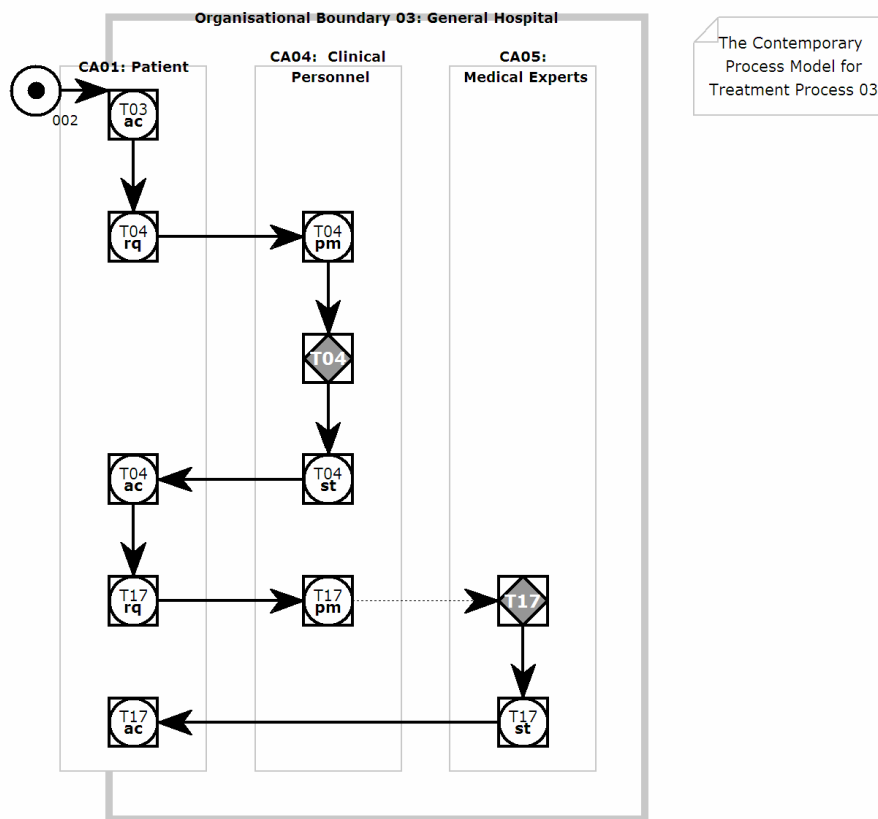 Organisational Boundary 03: General Hospital
The Contemporary
Process Model for
Treatment Process 03
CA01: Patient
CA04:  Clinical
Personnel
CA05:
Medical Experts
002
T03
ac
T04
rq
T04
pm
T04
T04
ac
T04
st
T17
rq
T17
pm
T17
T17
ac
T17
st